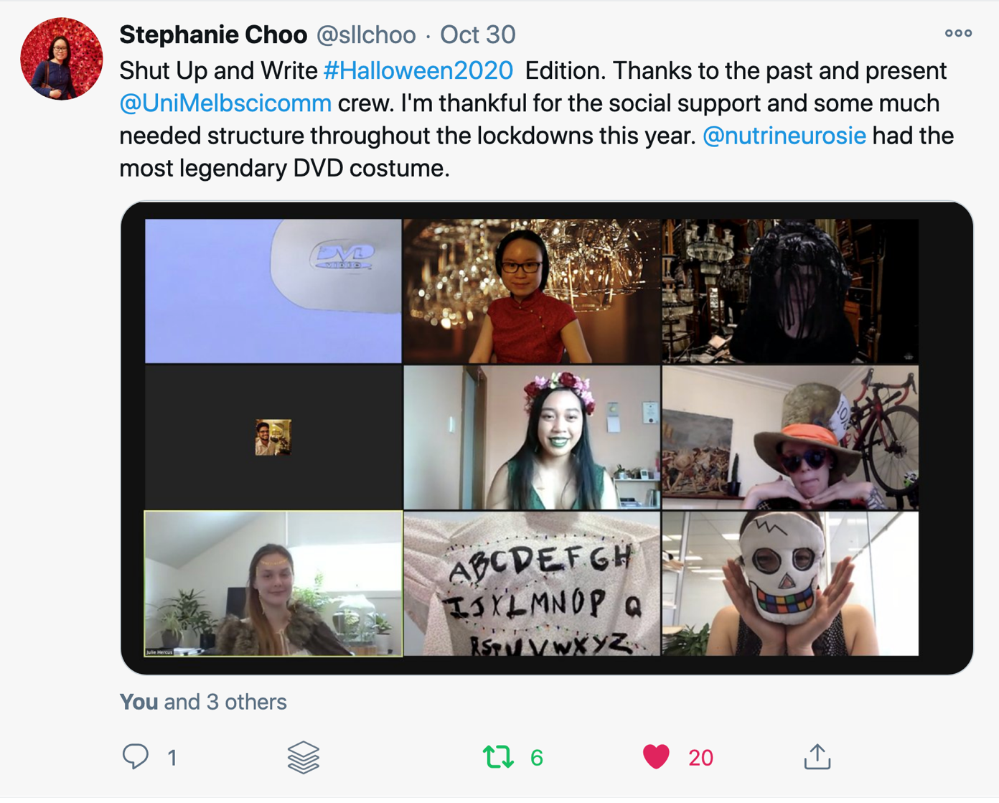 Stephanie Choo @sllchoo · Oct 30
Shut Up and Write #Halloween2020 Edition. Thanks to the past and present
@UniMelbscicomm crew. I'm thankful for the social support and some much
needed structure throughout the lockdowns this year. @nutrineurosie had the
most legendary DVD costume.
DVD
VIDEO
10/
Julie Hercus
ABCDEFGH
IJKLMNOP Q
RSTUVWXYZ
You and 3 others
1 6 20